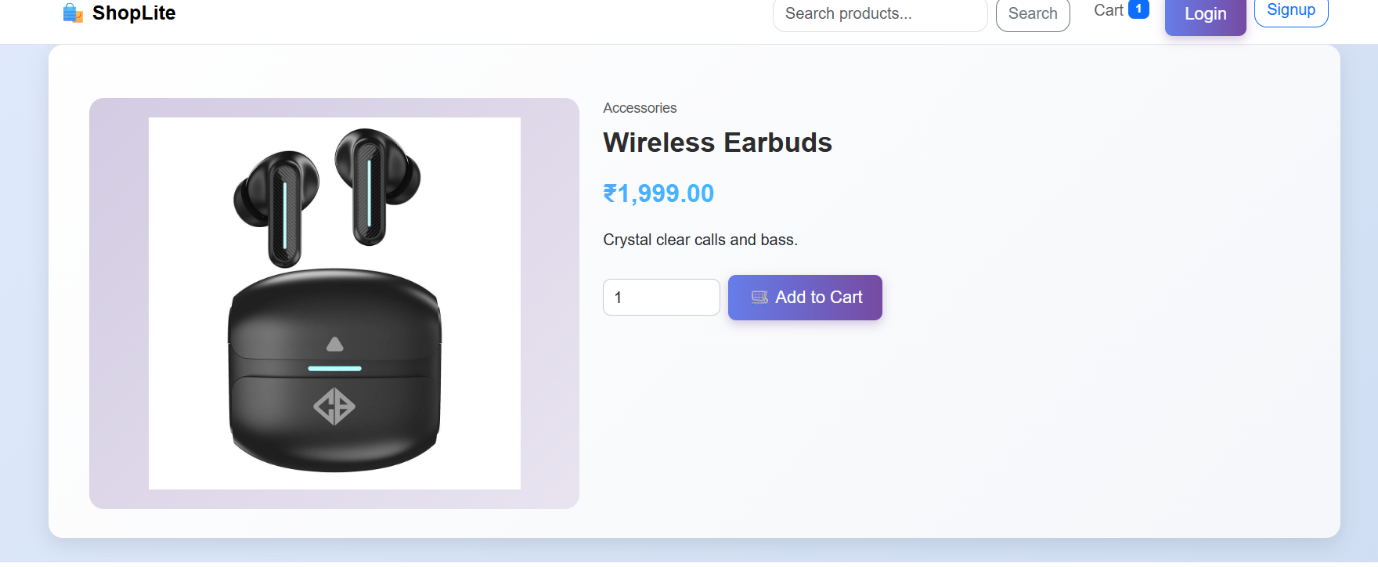 ShopLite
Search products...
Search
Cart 1
Login
Signup
Accessories
Wireless Earbuds
₹1,999.00
Crystal clear calls and bass.
1
Add to Cart